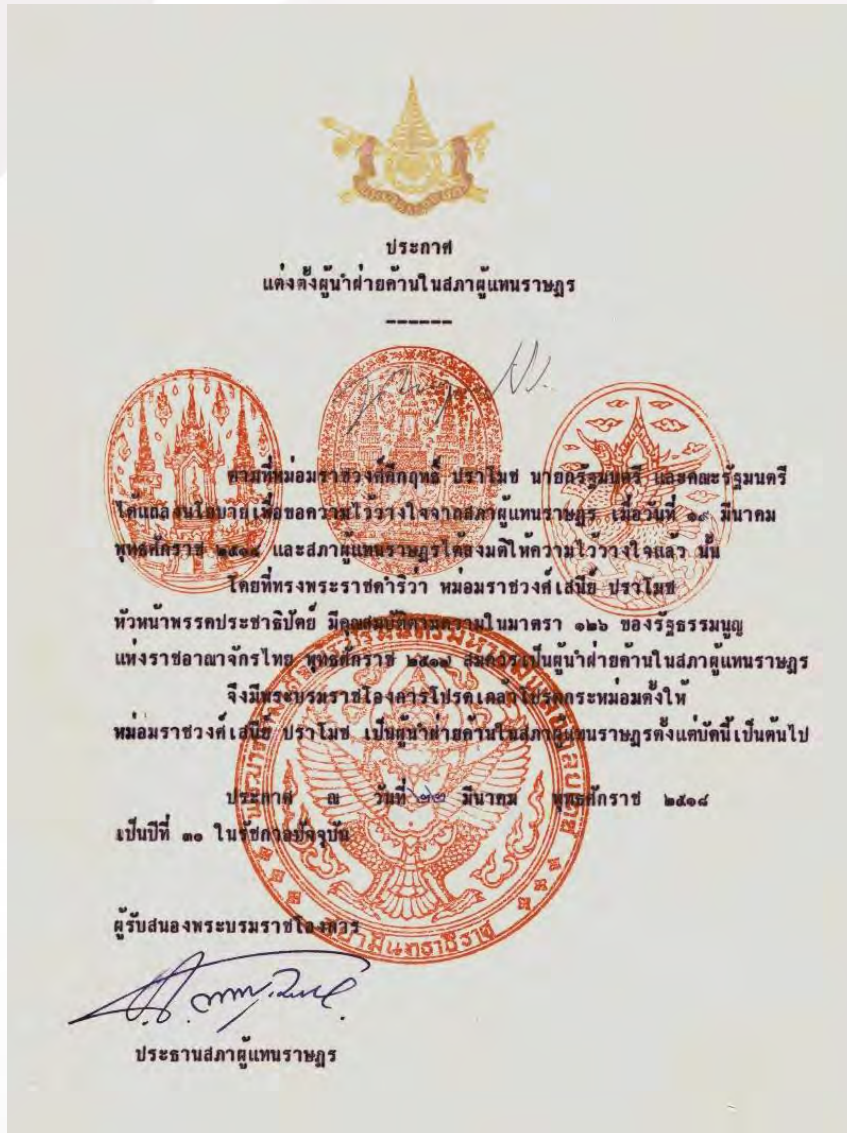 ประกาศ
แต่งตั้งผู้นำฝ่ายค้านในสภาผู้แทนราษฎร
------
ตามที่หม่อมราชวงศ์คึกฤทธิ์ ปราโมช นายกรัฐมนตรี และคณะรัฐมนตรี
ได้แถลงนโยบายเพื่อขอความไว้วางใจจากสภาผู้แทนราษฎร เมื่อวันที่ ๑๙ มีนาคม
พุทธศักราช ๒๕๑๘ และสภาผู้แทนราษฎรได้ลงมติให้ความไว้วางใจแล้ว นั้น
โดยที่ทรงพระราชดำริว่า หม่อมราชวงศ์เสนีย์ ปราโมช
หัวหน้าพรรคประชาธิปัตย์ มีคุณสมบัติตามความในมาตรา ๑๒๖ ของรัฐธรรมนูญ
แห่งราชอาณาจักรไทย พุทธศักราช ๒๕๑๗ สมควรเป็นผู้นำฝ่ายค้านในสภาผู้แทนราษฎร
จึงมีพระบรมราชโองการโปรดเกล้าโปรดกระหม่อมตั้งให้
หม่อมราชวงศ์เสนีย์ ปราโมช เป็นผู้นำฝ่ายค้านในสภาผู้แทนราษฎรตั้งแต่บัดนี้เป็นต้นไป
ประกาศ ณ วันที่ ๒๒ มีนาคม พุทธศักราช ๒๕๑๘
เป็นปีที่ ๓๐ ในรัชกาลปัจจุบัน
ผู้รับสนองพระบรมราชโองการ
ประธานสภาผู้แทนราษฎร